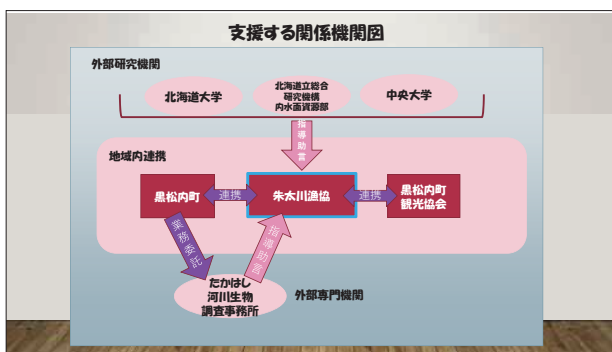 支援する関係機関図
外部研究機関
北海道大学
北海道立総合
研究機構
内水面資源部
中央大学
指導助言
地域内連携
黒松内町
連携
朱太川漁協
連携
黒松内町
観光協会
業務委託
指導助言
たかはし
河川生物
調査事務所
外部専門機関